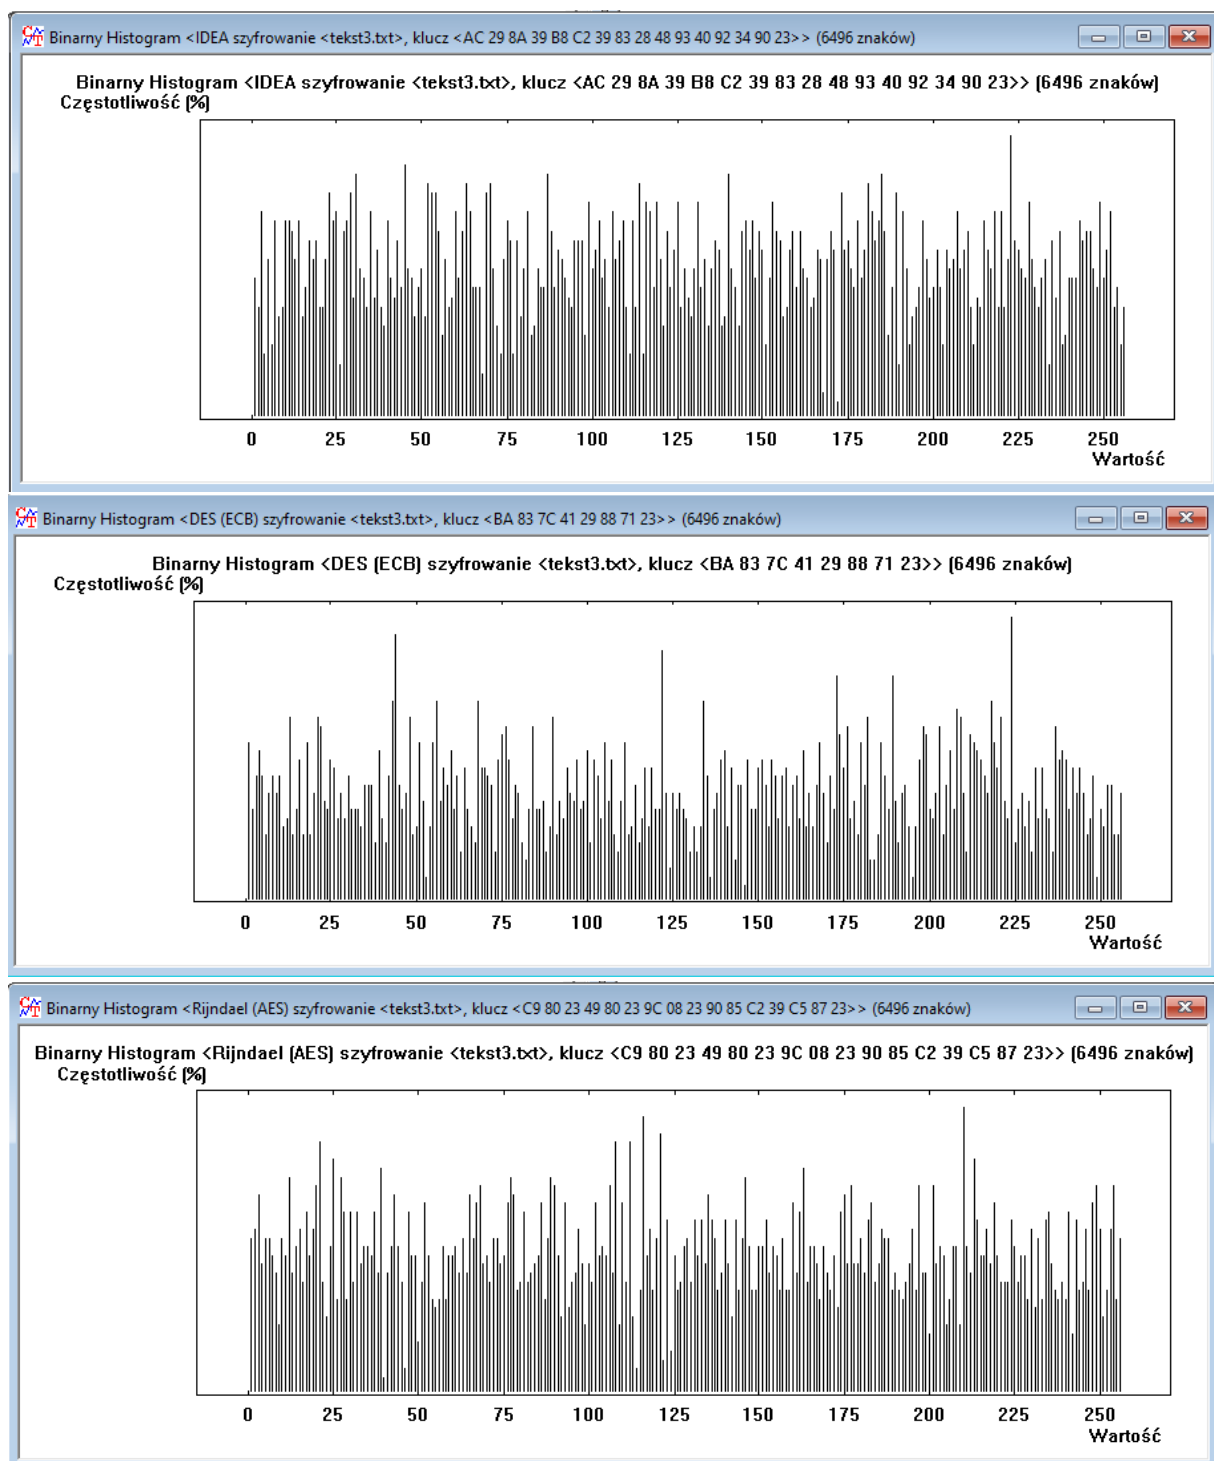 Binarny Histogram <IDEA szyfrowanie <tekst3.txt>, klucz <AC 29 8A 39 B8 C2 39 83 28 48 93 40 92 34 90 23>> (6496 znaków)
Binarny Histogram <IDEA szyfrowanie <tekst3.txt>, klucz <AC 29 8A 39 B8 C2 39 83 28 48 93 40 92 34 90 23>> (6496 znaków)
Częstotliwość (%)
0 25 50 75 100 125 150 175 200 225 250
Wartość
Binarny Histogram <DES (ECB) szyfrowanie <tekst3.txt>, klucz <BA 83 7C 41 29 88 71 23>> (6496 znaków)
Binarny Histogram <DES (ECB) szyfrowanie <tekst3.txt>, klucz <BA 83 7C 41 29 88 71 23>> (6496 znaków)
Częstotliwość (%)
0 25 50 75 100 125 150 175 200 225 250
Wartość
Binarny Histogram <Rijndael (AES) szyfrowanie <tekst3.txt>, klucz <C9 80 23 49 80 23 9C 08 23 90 85 C2 39 C5 87 23>> (6496 znaków)
Binarny Histogram <Rijndael (AES) szyfrowanie <tekst3.txt>, klucz <C9 80 23 49 80 23 9C 08 23 90 85 C2 39 C5 87 23>> (6496 znaków)
Częstotliwość (%)
0 25 50 75 100 125 150 175 200 225 250
Wartość